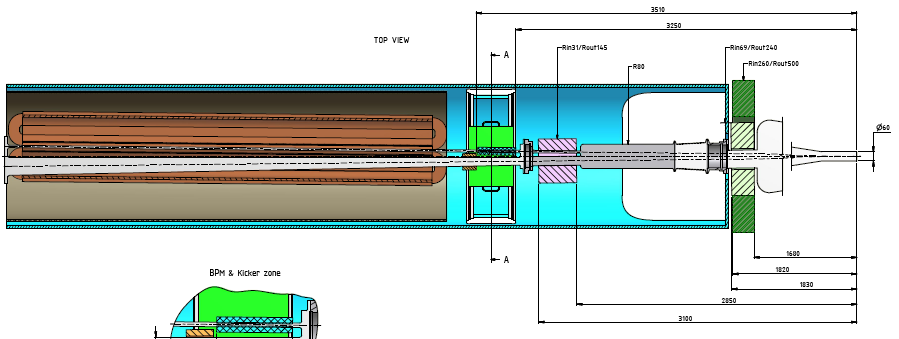 3510
3250
TOP VIEW
A
Rin31/Rout145
R80
Rin69/Rout240
Rin260/Rout500
Ø60
A
1680
1820
1830
2850
3100
BPM & Kicker zone